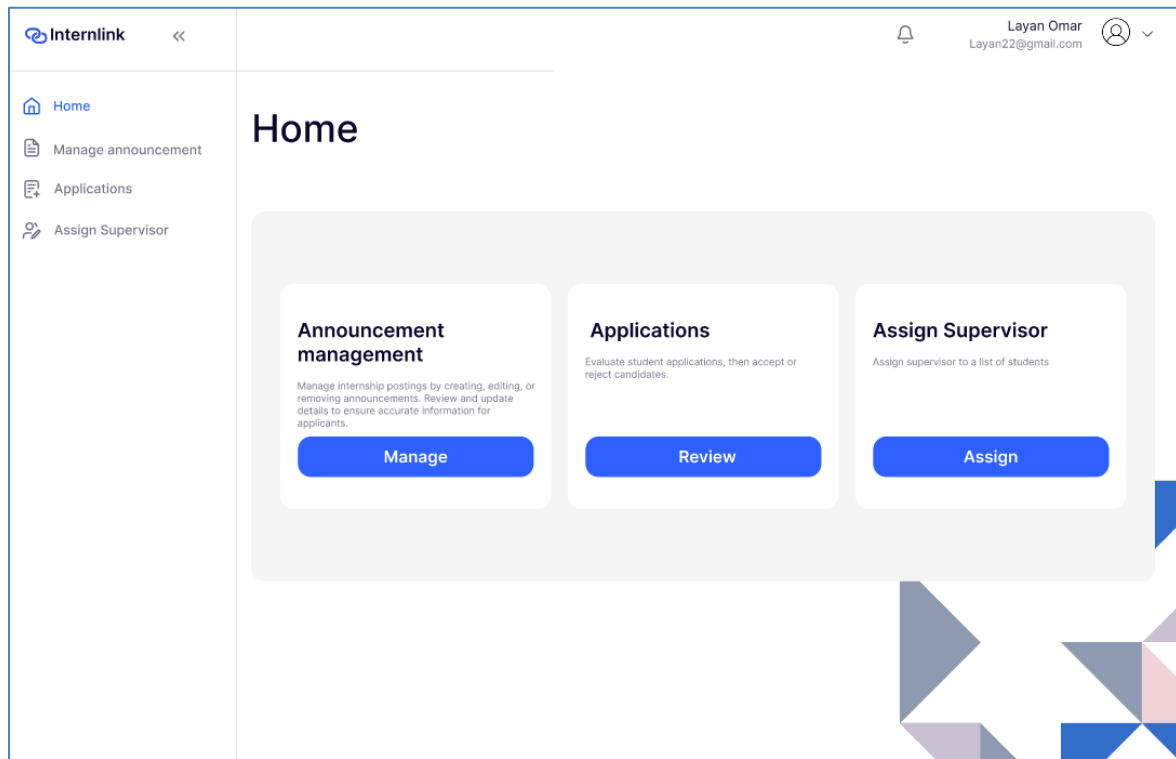 Internlink
Layan Omar
Layan22@gmail.com
Home
Manage announcement
Applications
Assign Supervisor
Home
Announcement
management
Manage internship postings by creating, editing, or
removing announcements. Review and update
details to ensure accurate information for
applicants.
Manage
Applications
Evaluate student applications, then accept or
reject candidates.
Review
Assign Supervisor
Assign supervisor to a list of students
Assign